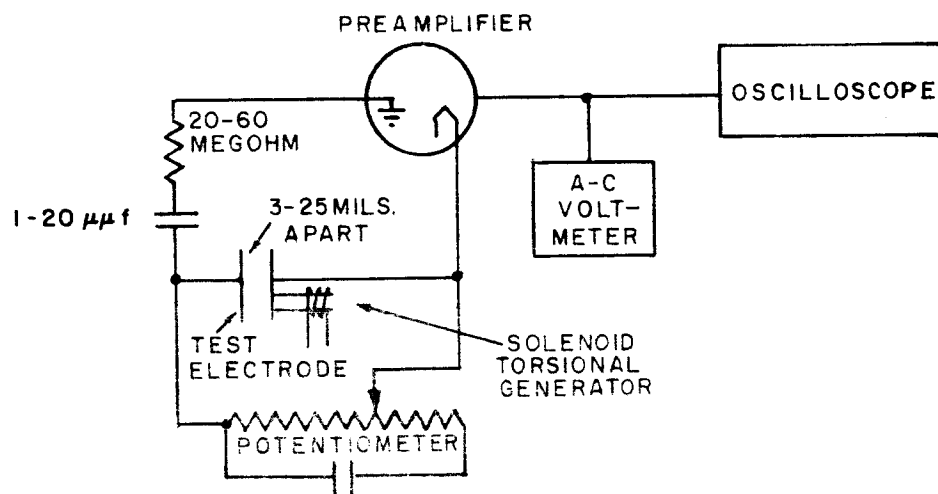 PREAMPLIFIER
OSCILLOSCOPE
20-60
MEGOHM
A-C
VOLT-
METER
3-25 MILS.
APART
1-20 μμf
TEST
ELECTRODE
SOLENOID
TORSIONAL
GENERATOR
POTENTIOMETER